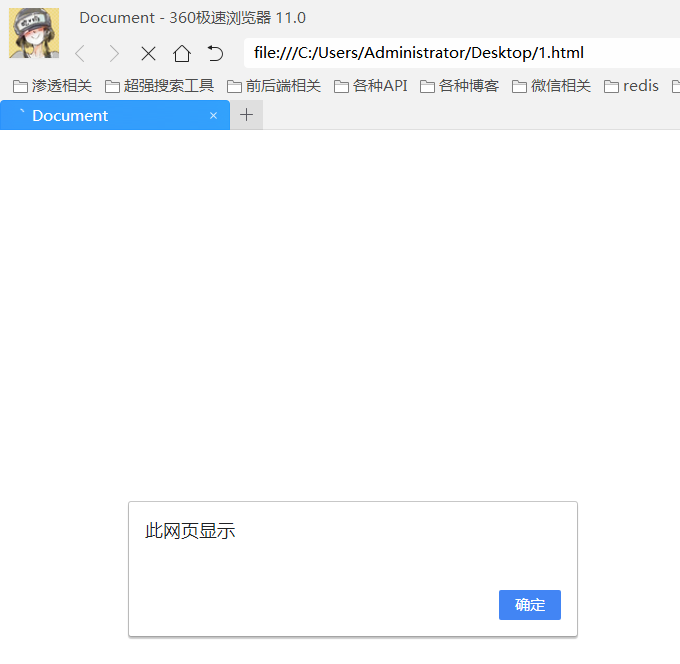 Document - 360极速浏览器 11.0
file:///C:/Users/Administrator/Desktop/1.html
渗透相关 超强搜索工具 前后端相关 各种API 各种博客 微信相关 redis
Document × +
此网页显示
确定